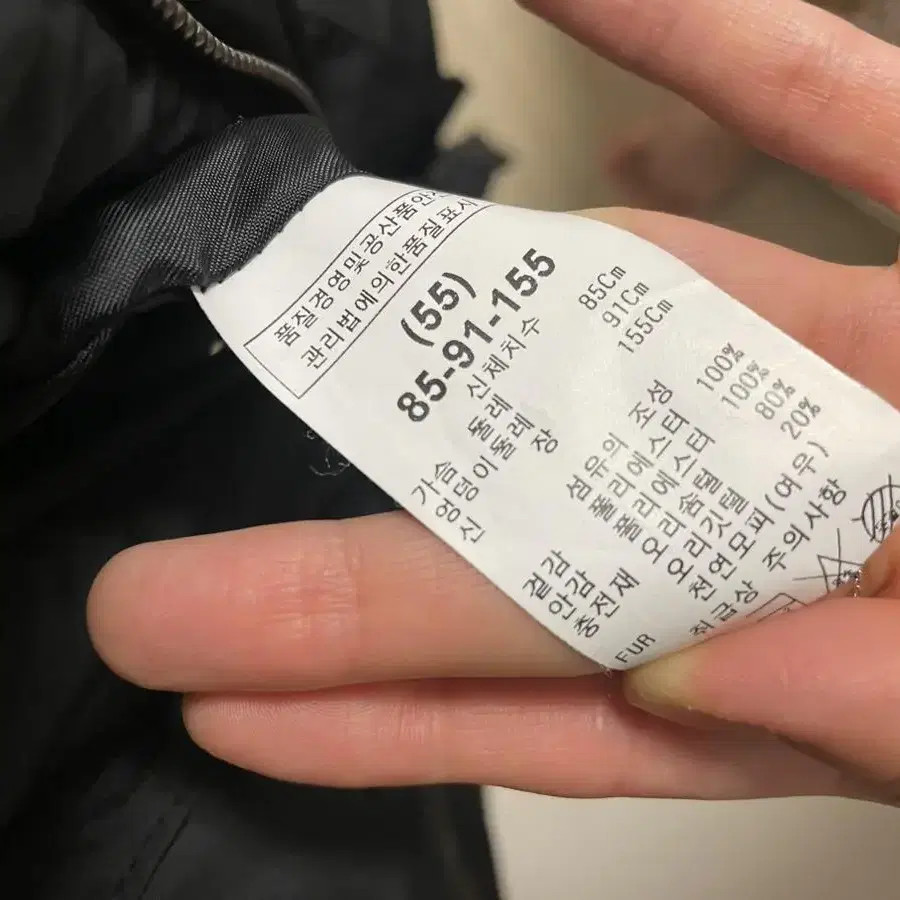 품질경영및공산품안
관리법에의한품질표시
(55)
85-91-155
신체치수
가슴 둘레 85Cm
엉덩이둘레 91Cm
신 장 155Cm
섬유의 조성
겉감 폴리에스터 100%
안감 폴리에스터 100%
충전재 오리솜털 80%
오리깃털 20%
FUR 천연모피(여우)
취급상 주의사항